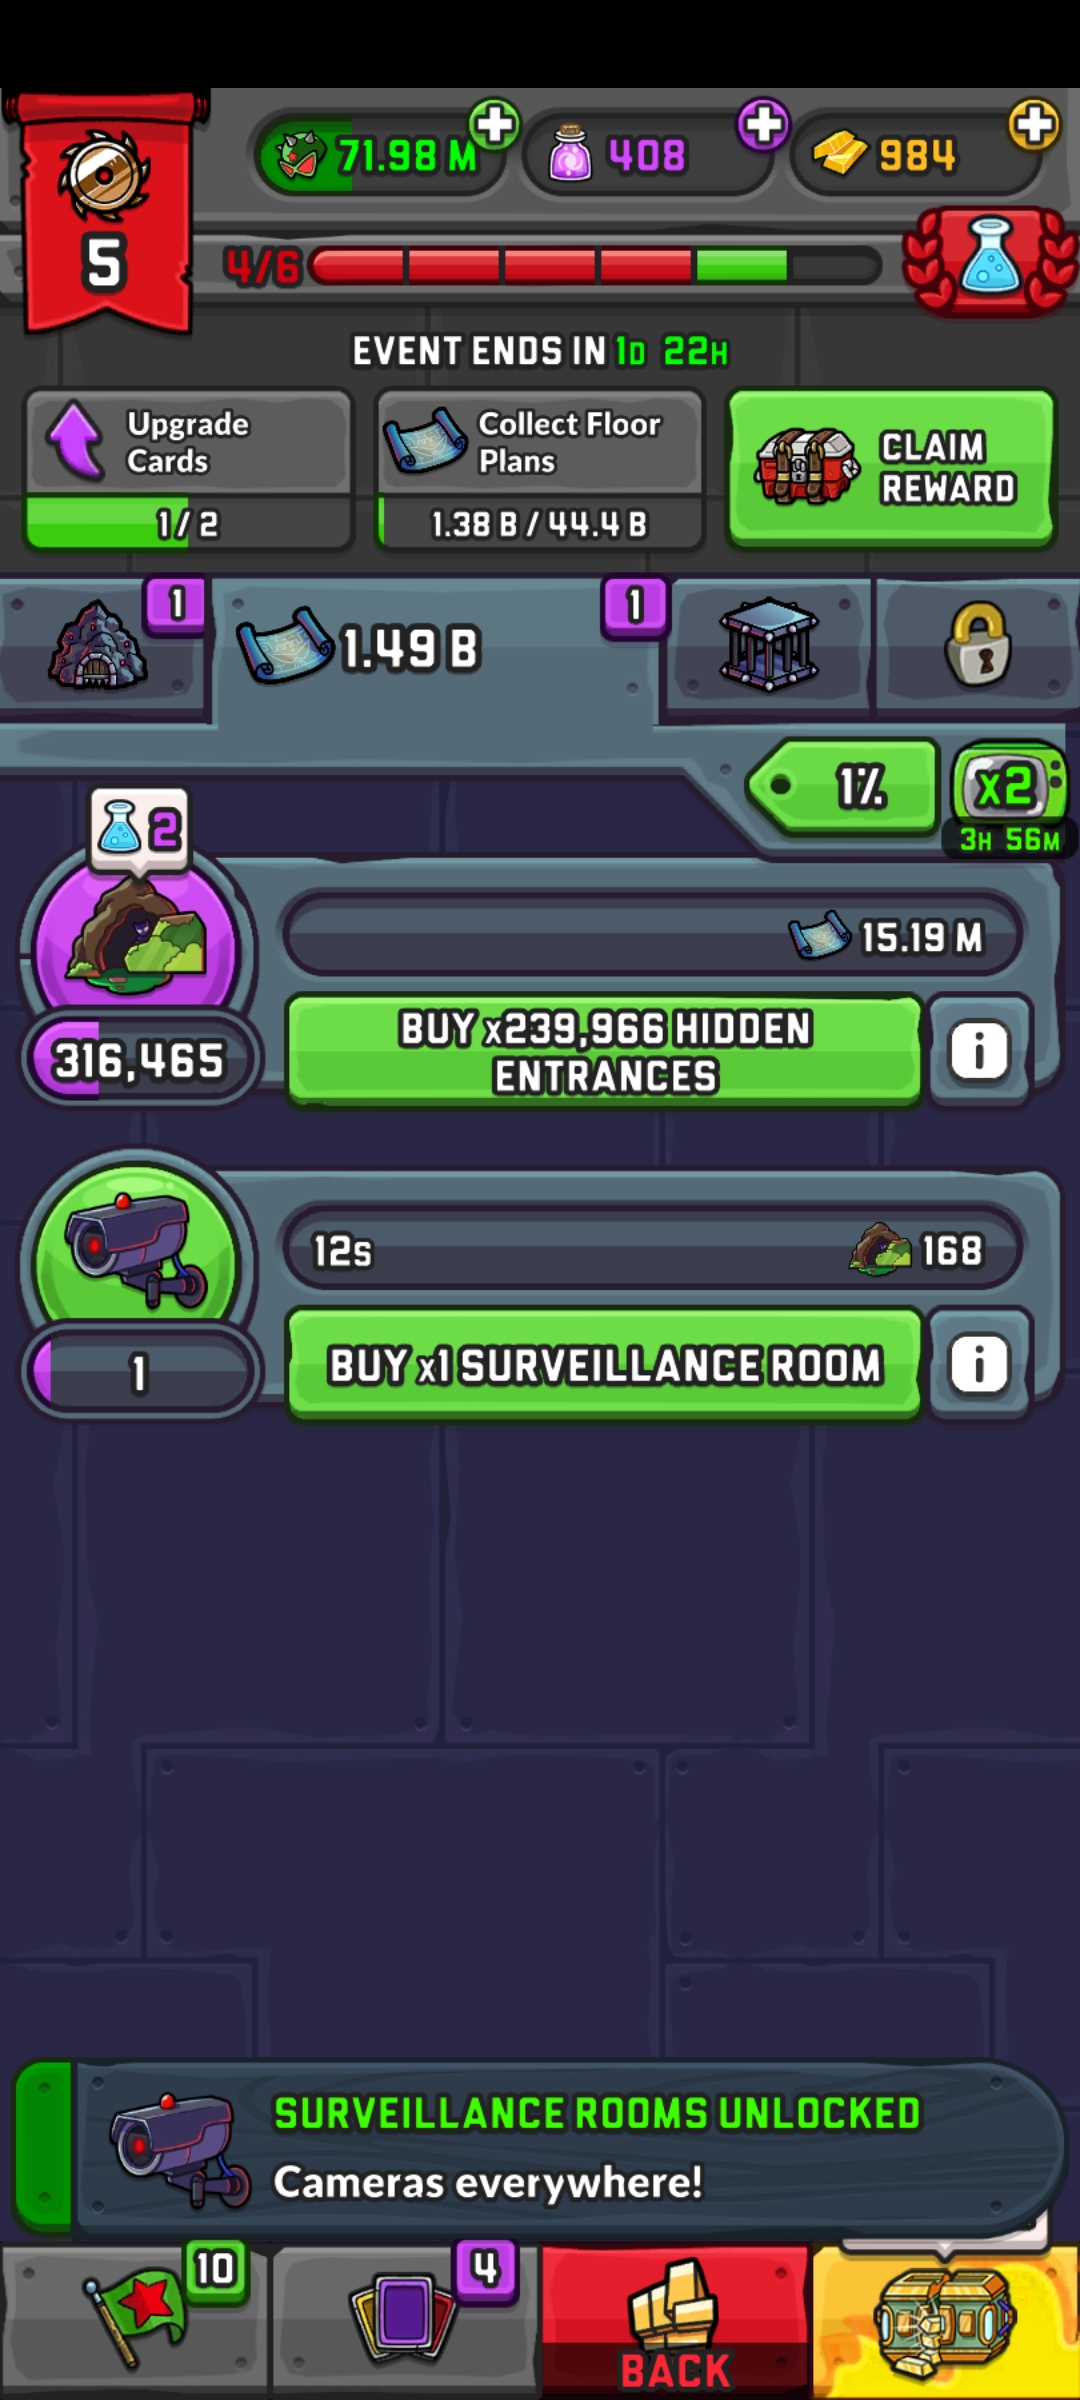 71.98 M
408
984
5
4/6
EVENT ENDS IN 1D 22H
Upgrade
Cards
1 / 2
Collect Floor
Plans
1.38 B / 44.4 B
CLAIM
REWARD
1
1.49 B
1
1%
x2
3H 56M
2
15.19 M
BUY x239,966 HIDDEN
ENTRANCES
316,465
12s
168
BUY x1 SURVEILLANCE ROOM
1
SURVEILLANCE ROOMS UNLOCKED
Cameras everywhere!
10
4
BACK